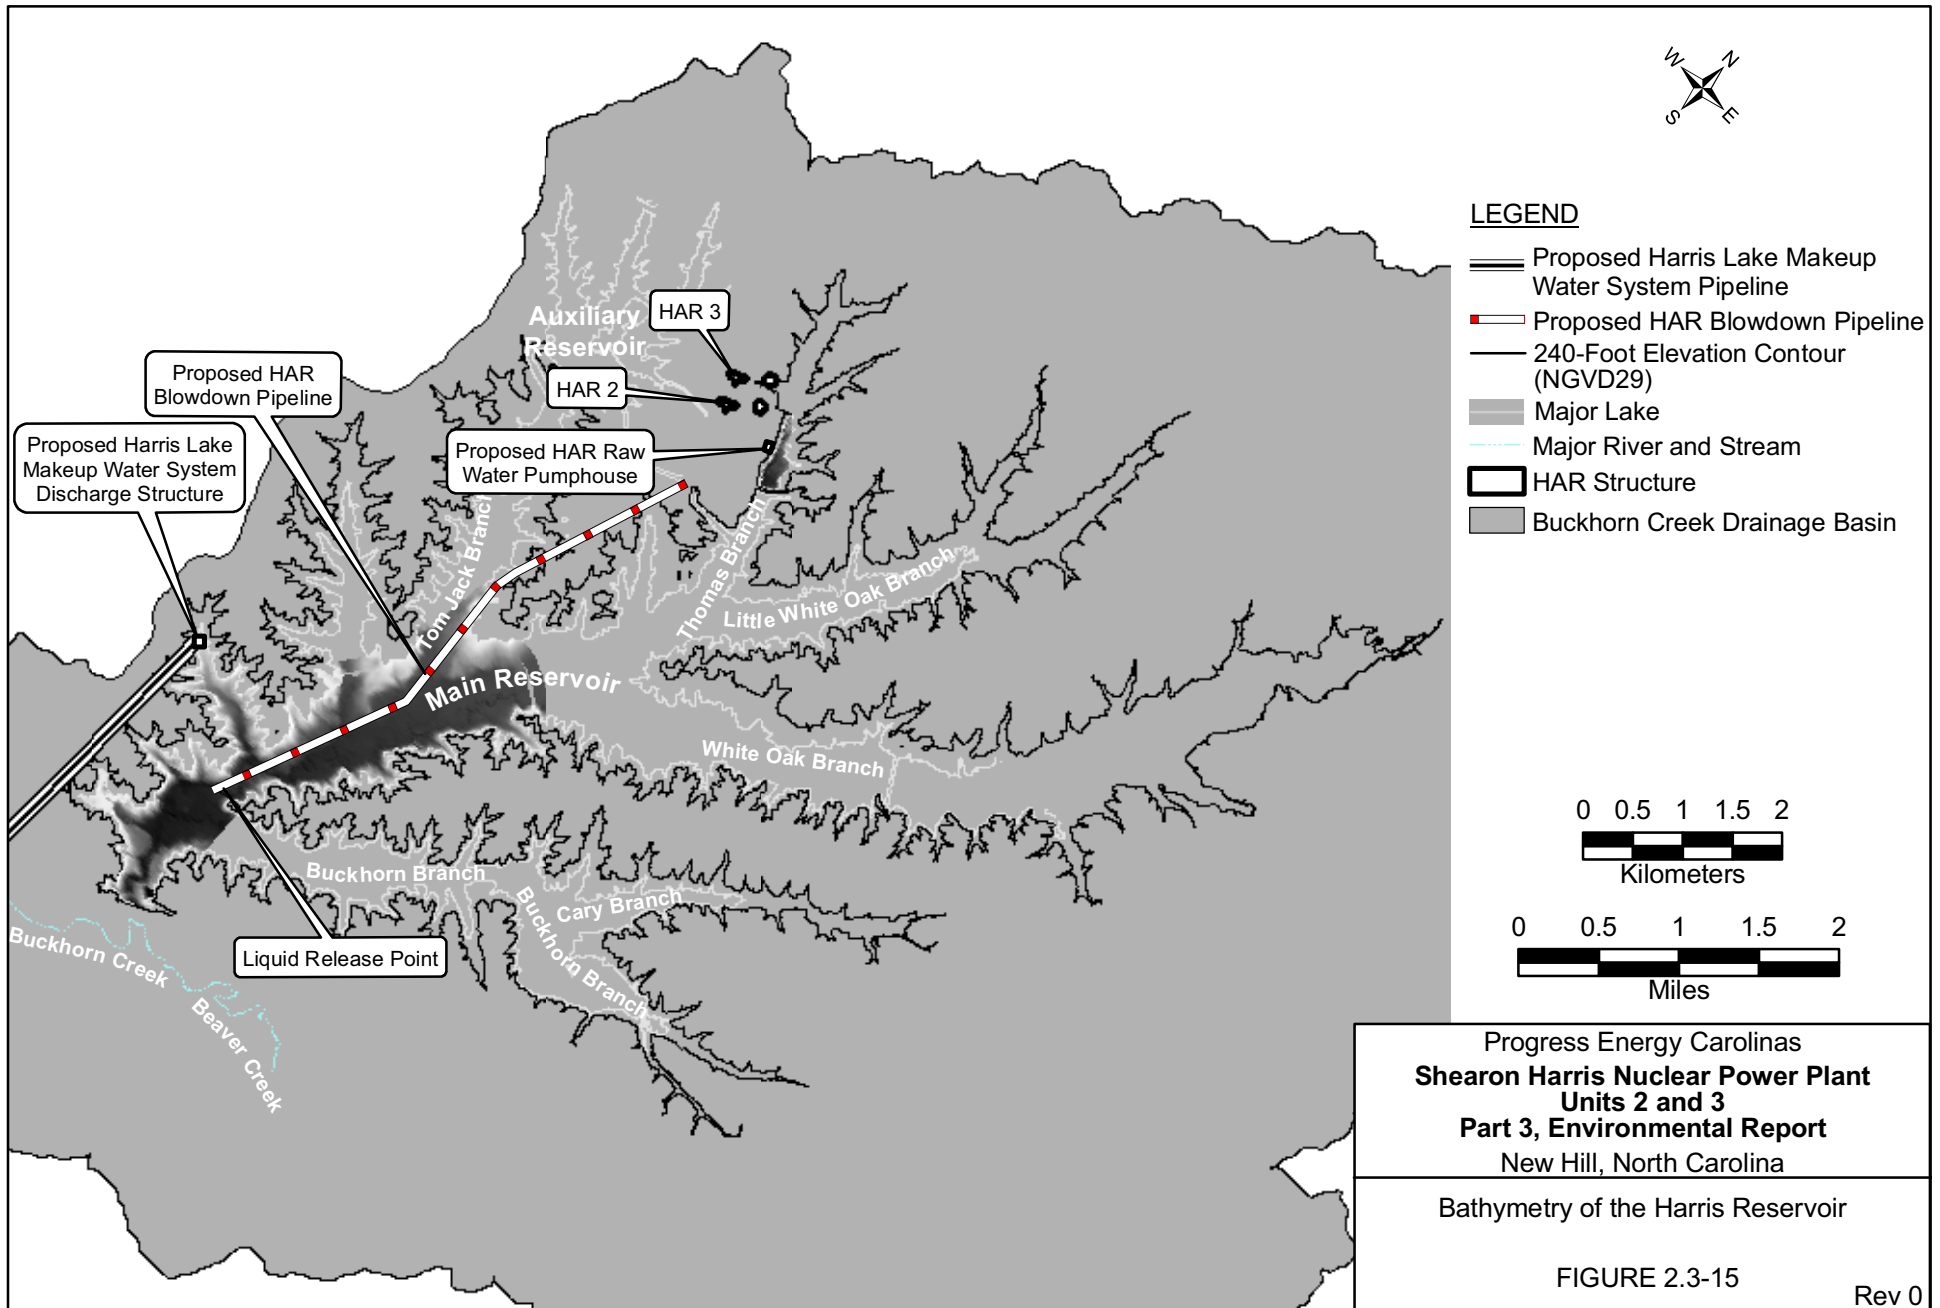 W
N
S
E
LEGEND
Proposed Harris Lake Makeup
Water System Pipeline
Proposed HAR Blowdown Pipeline
240-Foot Elevation Contour
(NGVD29)
Major Lake
Major River and Stream
HAR Structure
Buckhorn Creek Drainage Basin
Auxiliary
Reservoir
HAR 3
HAR 2
Proposed HAR
Blowdown Pipeline
Proposed Harris Lake
Makeup Water System
Discharge Structure
Proposed HAR Raw
Water Pumphouse
Tom Jack Branch
Thomas Branch
Little White Oak Branch
Main Reservoir
White Oak Branch
Buckhorn Branch
Cary Branch
Buckhorn Branch
Liquid Release Point
Buckhorn Creek
Beaver Creek
0 0.5 1 1.5 2
Kilometers
0 0.5 1 1.5 2
Miles
Progress Energy Carolinas
Shearon Harris Nuclear Power Plant
Units 2 and 3
Part 3, Environmental Report
New Hill, North Carolina
Bathymetry of the Harris Reservoir
FIGURE 2.3-15
Rev 0